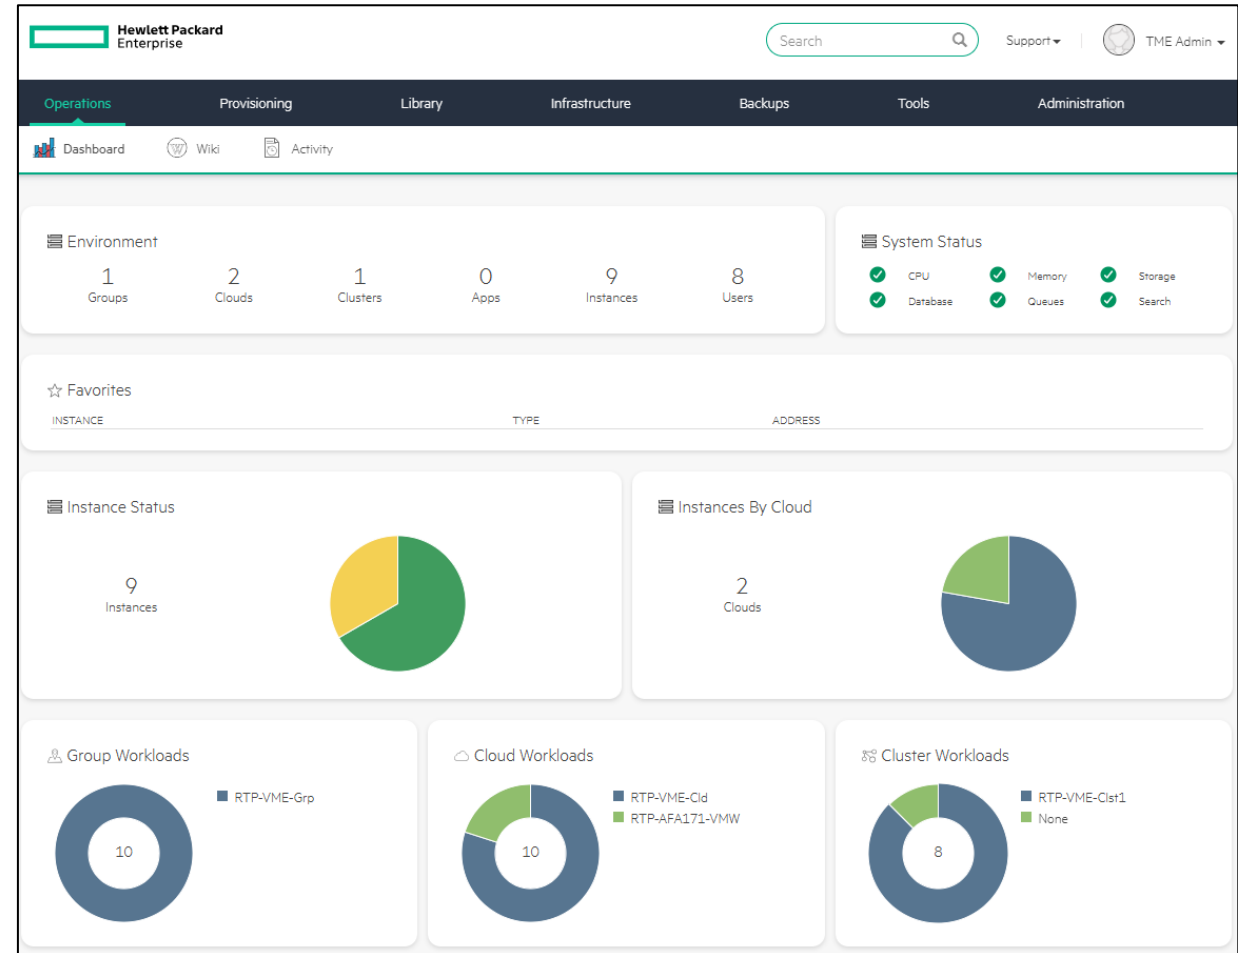 Hewlett Packard
Enterprise
Search
Support
TME Admin
Operations
Provisioning
Library
Infrastructure
Backups
Tools
Administration
Dashboard
Wiki
Activity
Environment
1
Groups
2
Clouds
1
Clusters
0
Apps
9
Instances
8
Users
System Status
CPU
Memory
Storage
Database
Queues
Search
Favorites
INSTANCE
TYPE
ADDRESS
Instance Status
9
Instances
Instances By Cloud
2
Clouds
Group Workloads
10
RTP-VME-Grp
Cloud Workloads
10
RTP-VME-Cld
RTP-AFA171-VMW
Cluster Workloads
8
RTP-VME-Clst1
None